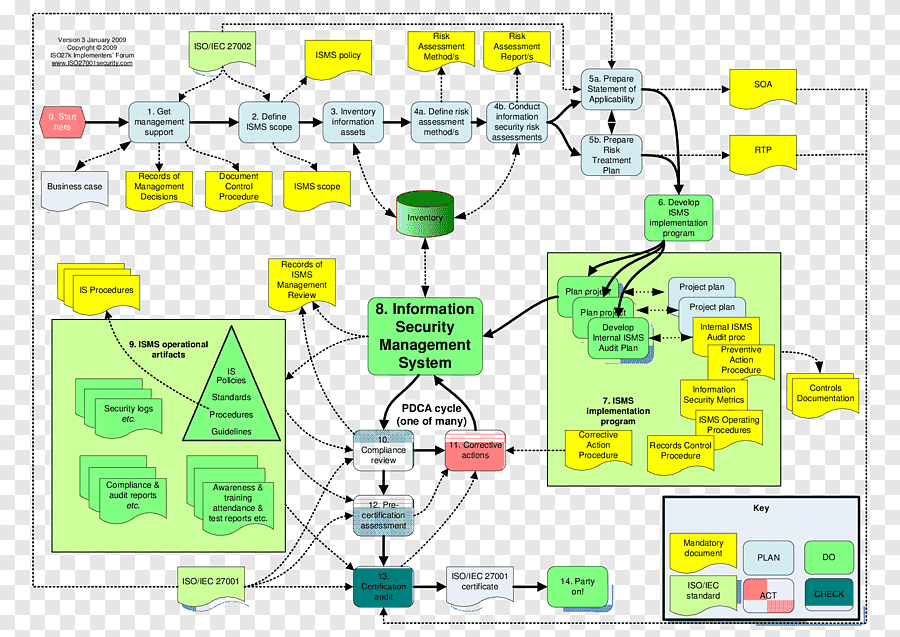 Version 3 January 2009
Copyright © 2009
ISO27k Implementers' Forum
www.ISO27001security.com
ISO/IEC 27002
ISMS policy
Risk
Assessment
Method/s
Risk
Assessment
Report/s
0. Start
here
1. Get
management
support
2. Define
ISMS scope
3. Inventory
information
assets
4a. Define risk
assessment
method/s
4b. Conduct
information
security risk
assessments
5a. Prepare
Statement of
Applicability
SOA
5b. Prepare
Risk
Treatment
Plan
RTP
Business case
Records of
Management
Decisions
Document
Control
Procedure
ISMS scope
Inventory
6. Develop
ISMS
implementation
program
IS Procedures
Records of
ISMS
Management
Review
8. Information
Security
Management
System
Plan project
Plan project
Develop
Internal ISMS
Audit Plan
Project plan
Project plan
Internal ISMS
Audit proc
Preventive
Action
Procedure
Information
Security Metrics
ISMS Operating
Procedures
Records Control
Procedure
Corrective
Action
Procedure
7. ISMS
implementation
program
Controls
Documentation
9. ISMS operational
artifacts
IS
Policies
Standards
Procedures
Guidelines
Security logs
etc.
Compliance &
audit reports
etc.
Awareness &
training
attendance &
test reports etc.
PDCA cycle
(one of many)
10.
Compliance
review
11. Corrective
actions
12. Pre-
certification
assessment
ISO/IEC 27001
13.
Certification
audit
ISO/IEC 27001
certificate
14. Party
on!
Key
Mandatory
document
PLAN
DO
ISO/IEC
standard
ACT
CHECK